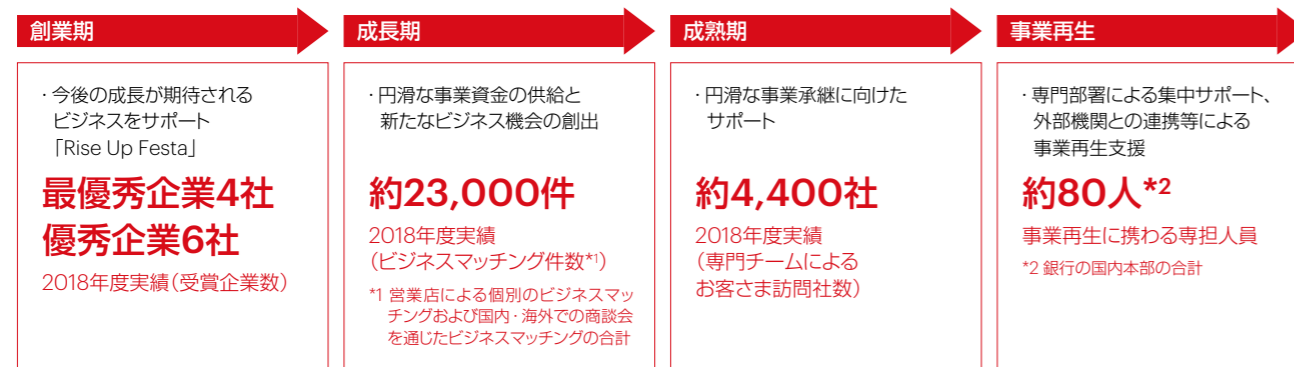 創業期
・今後の成長が期待される
ビジネスをサポート
「Rise Up Festa」
最優秀企業4社
優秀企業6社
2018年度実績（受賞企業数）
成長期
・円滑な事業資金の供給と
新たなビジネス機会の創出
約23,000件
2018年度実績
（ビジネスマッチング件数*1）
*1 営業店による個別のビジネスマッ
チングおよび国内・海外での商談会
を通じたビジネスマッチングの合計
成熟期
・円滑な事業承継に向けた
サポート
約4,400社
2018年度実績
（専門チームによる
お客さま訪問社数）
事業再生
・専門部署による集中サポート、
外部機関との連携等による
事業再生支援
約80人*2
事業再生に携わる専担人員
*2 銀行の国内本部の合計